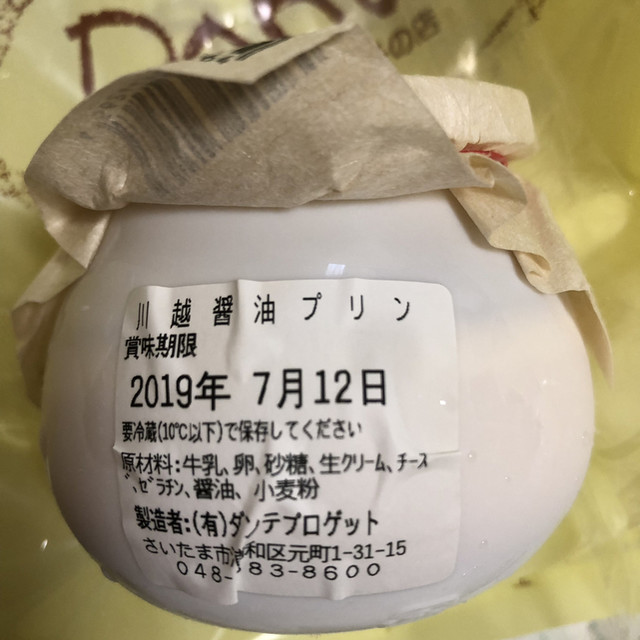 の店
川越醤油プリン
賞味期限
2019年 7月12日
要冷蔵(10℃以下)で保存してください
原材料:牛乳、卵、砂糖、生クリーム、チーズ
、ゼラチン、醤油、小麦粉
製造者:(有)ダンテプロゲット
さいたま市浦和区元町1-31-15